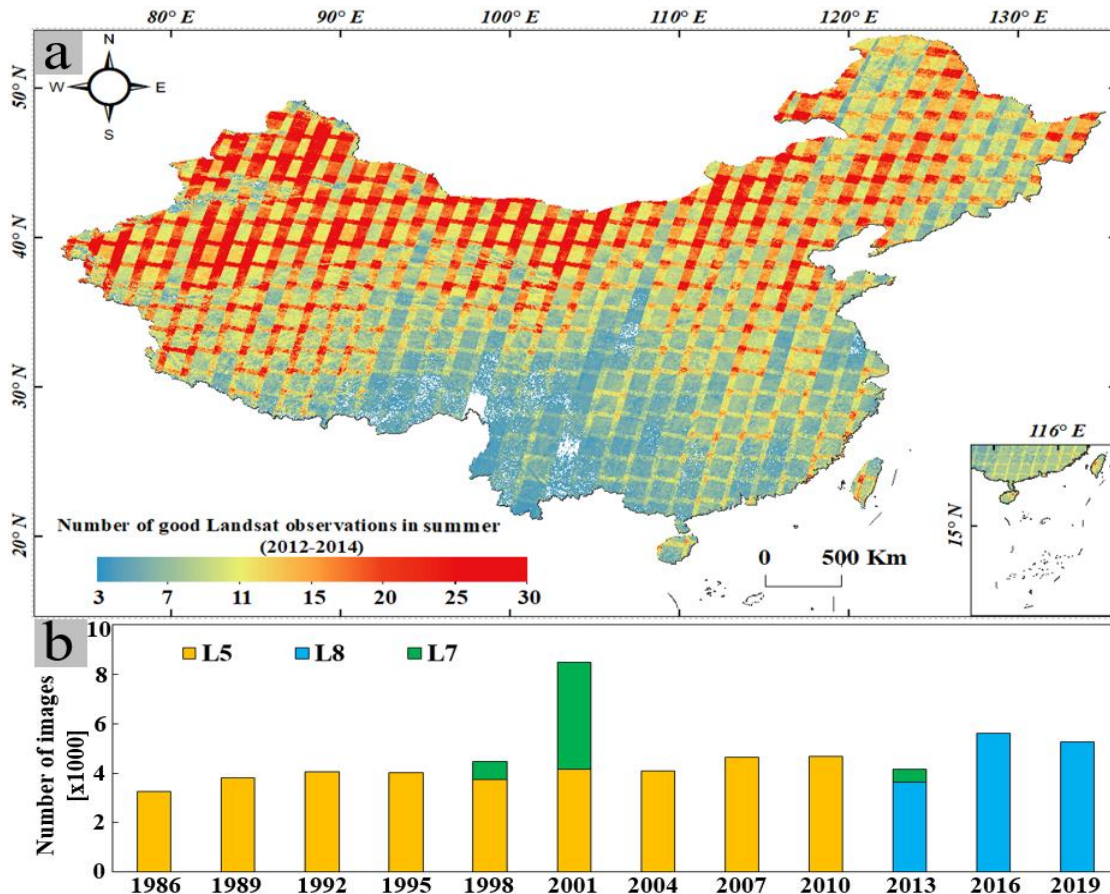 80° E 90° E 100° E 110° E 120° E 130° E
a
N
W E
S
50° N
40° N
30° N
20° N
116° E
15° N
Number of good Landsat observations in summer
(2012-2014)
3 7 11 15 20 25 30
0 500 Km
b
L5 L8 L7
Number of images
[x1000]
10
8
6
4
2
0
1986 1989 1992 1995 1998 2001 2004 2007 2010 2013 2016 2019